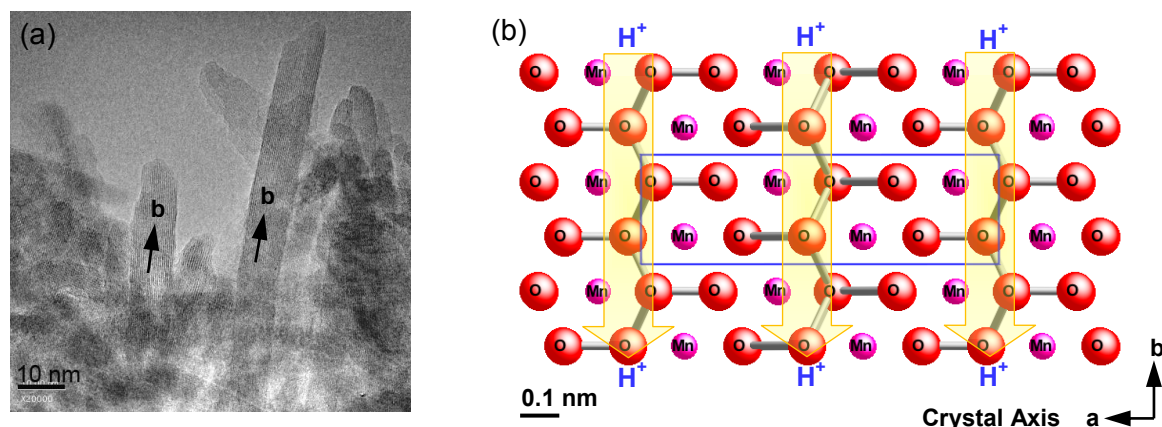 (a)
b
b
10 nm
X20000
(b)
H+ H+ H+
O Mn O O Mn O O Mn O O
O O Mn O O Mn O O Mn O
O Mn O O Mn O O Mn O O
O O Mn O O Mn O O Mn O
O Mn O O Mn O O Mn O O
O O Mn O O Mn O O Mn O
H+ H+ H+
0.1 nm
b
Crystal Axis a